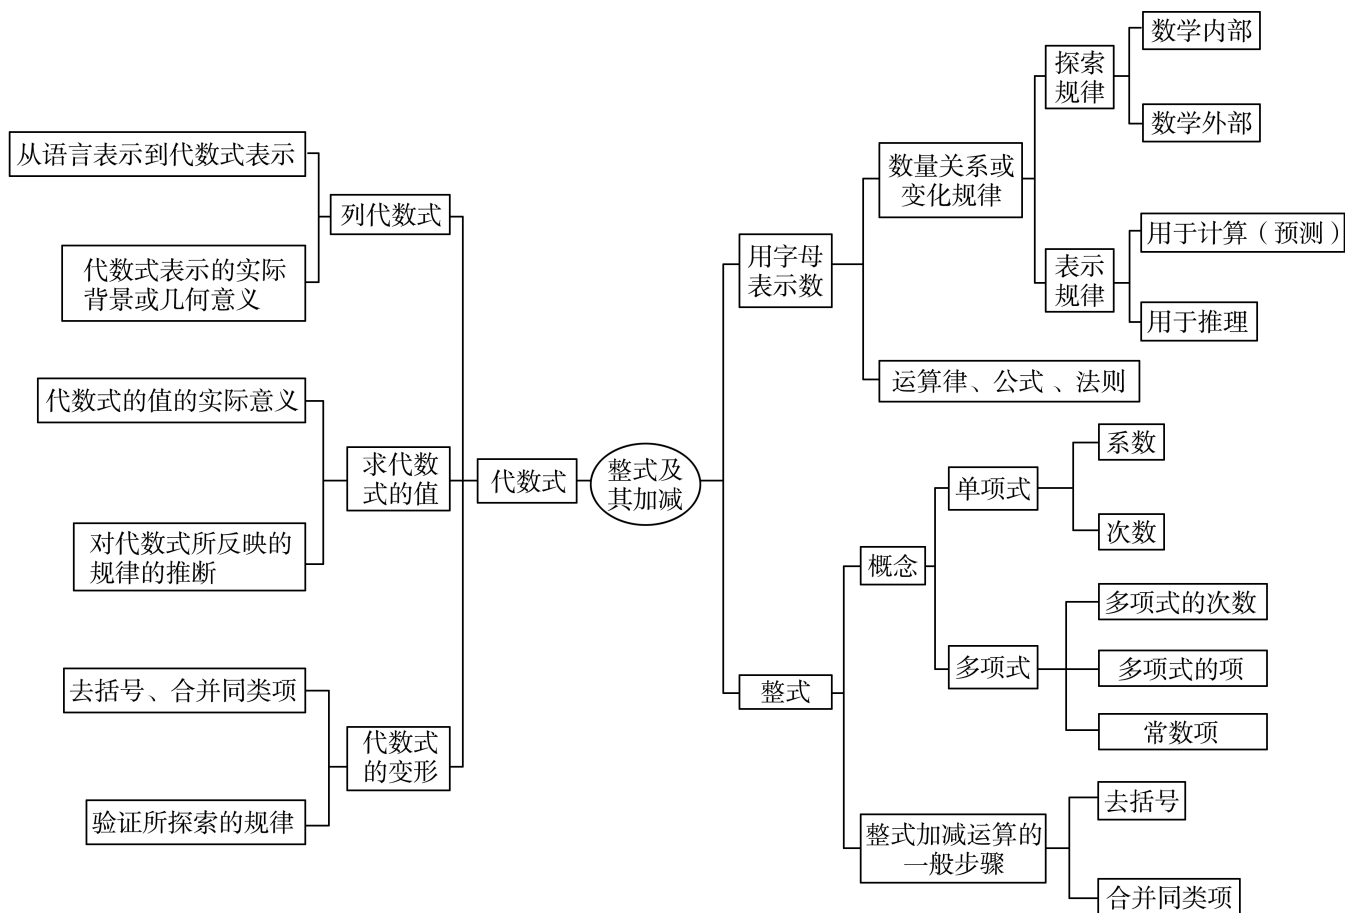 整式及
其加减
代数式
列代数式
从语言表示到代数式表示
代数式表示的实际
背景或几何意义
求代数
式的值
代数式的值的实际意义
对代数式所反映的
规律的推断
代数式
的变形
去括号、合并同类项
验证所探索的规律
用字母
表示数
数量关系或
变化规律
探索
规律
数学内部
数学外部
表示
规律
用于计算（预测）
用于推理
运算律、公式、法则
整式
概念
单项式
系数
次数
多项式
多项式的次数
多项式的项
常数项
整式加减运算的
一般步骤
去括号
合并同类项